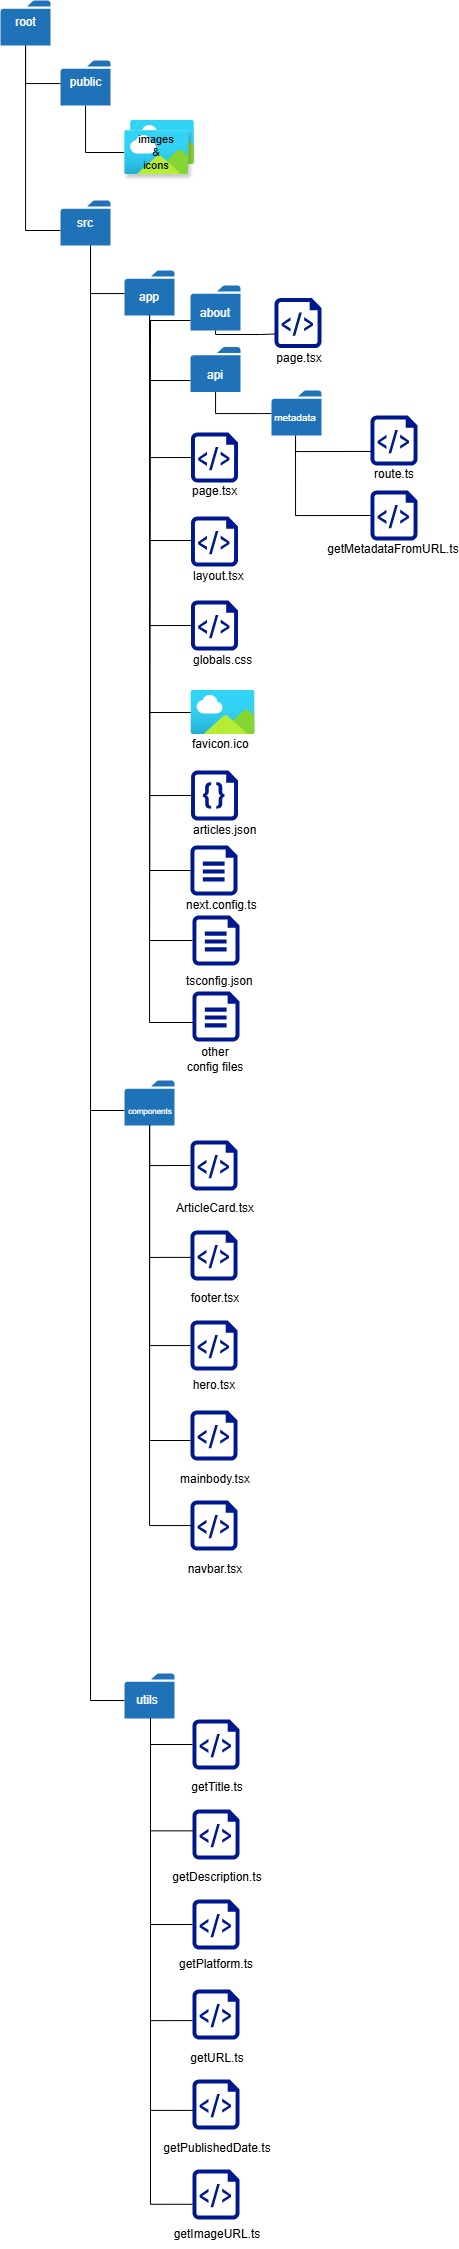 root
public
images
&
icons
src
app
about
page.tsx
api
metadata
route.ts
getMetadataFromURL.ts
page.tsx
layout.tsx
globals.css
favicon.ico
articles.json
next.config.ts
tsconfig.json
other
config files
components
ArticleCard.tsx
footer.tsx
hero.tsx
mainbody.tsx
navbar.tsx
utils
getTitle.ts
getDescription.ts
getPlatform.ts
getURL.ts
getPublishedDate.ts
getImageURL.ts